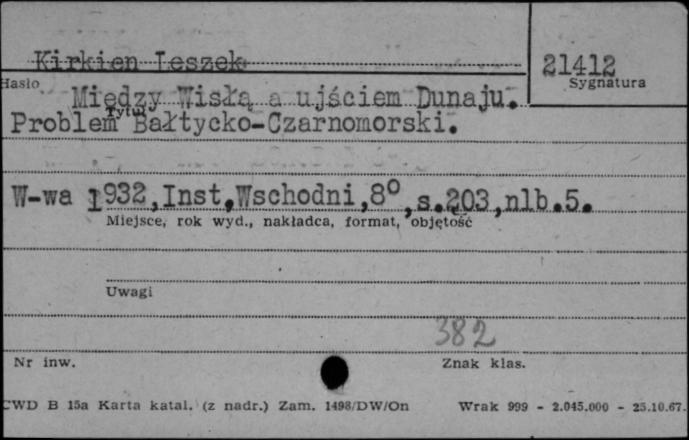 Kirkien Leszek
21412
Hasło
Sygnatura
Między Wisłą a ujściem Dunaju.
Tytuł
Problem Bałtycko-Czarnomorski.
W-wa 1932,Inst.Wschodni,8°,s.203,nlb.5.
Miejsce, rok wyd., nakładca, format, objętość
Uwagi
382
Nr inw.
Znak klas.
CWD B 15a Karta katal. (z nadr.) Zam. 1498/DW/On Wrak 999 - 2.045.000 - 25.10.67.